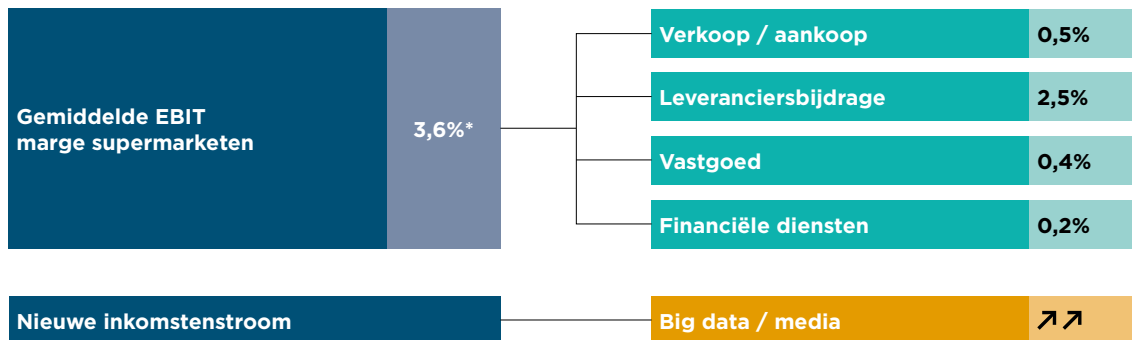 Gemiddelde EBIT
marge supermarketen
3,6%*
Verkoop / aankoop 0,5%
Leveranciersbijdrage 2,5%
Vastgoed 0,4%
Financiële diensten 0,2%
Nieuwe inkomstenstroom
Big data / media ↗↗